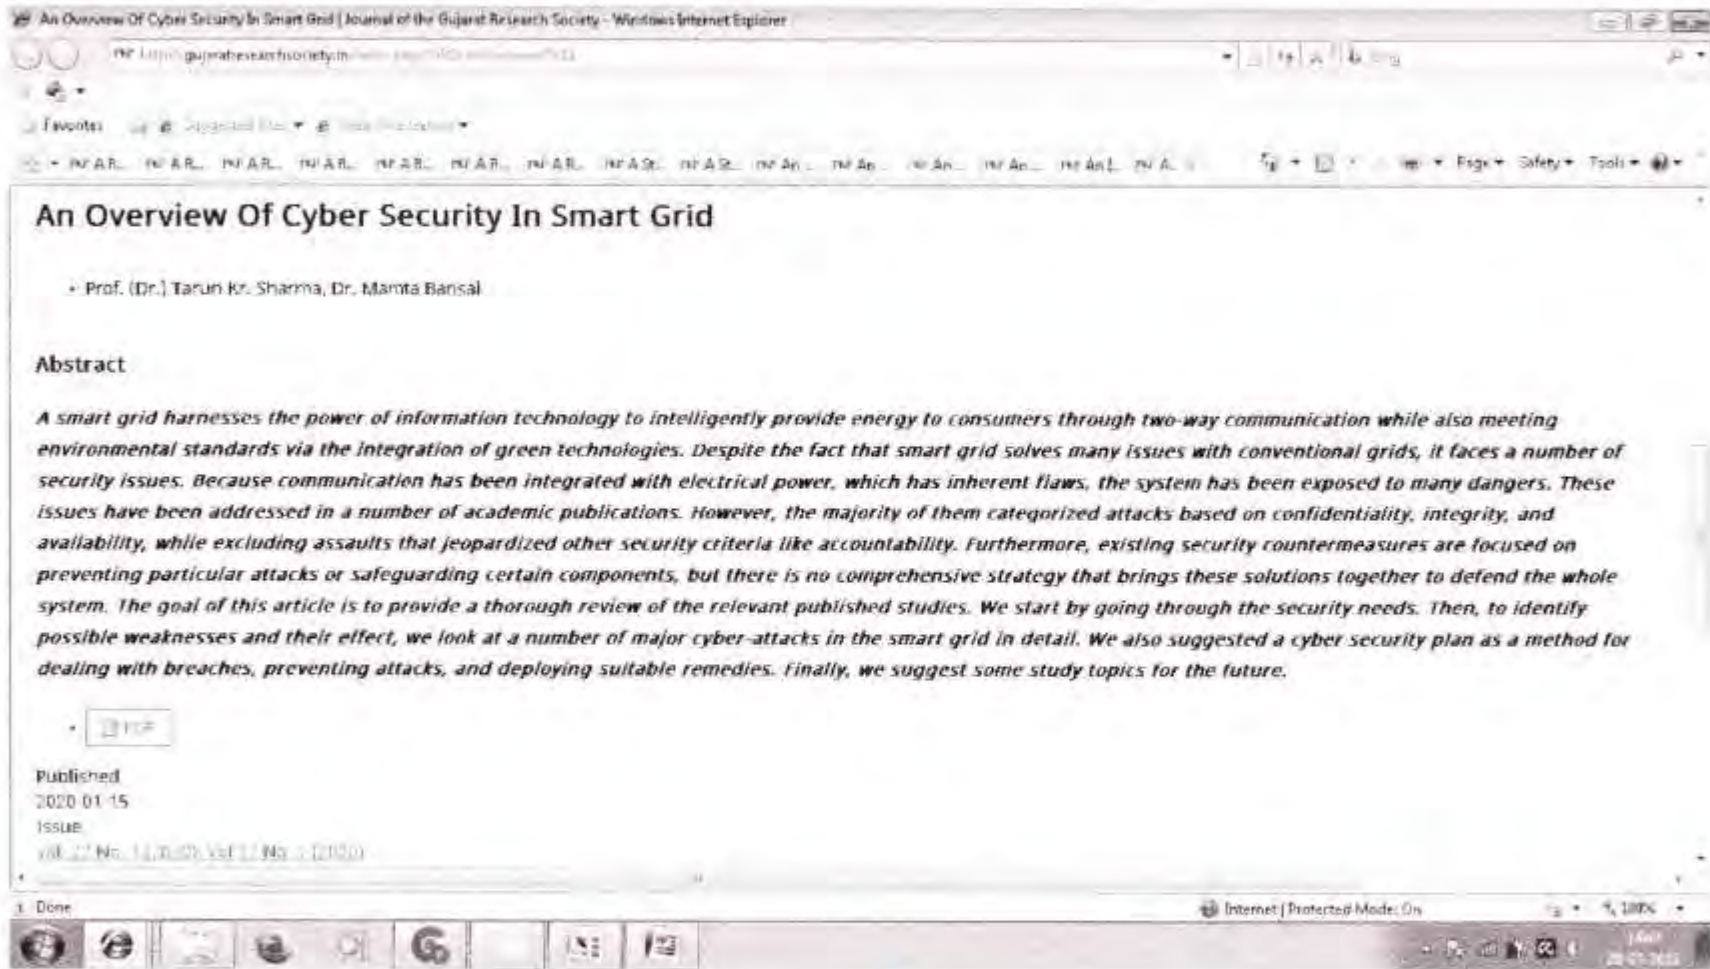 An Overview Of Cyber Security In Smart Grid | Journal of the Gujarat Research Society - Windows Internet Explorer
gujaratresearchsociety.in
Favorites
Page Safety Tools
An Overview Of Cyber Security In Smart Grid
• Prof. (Dr.) Tarun Kr. Sharma, Dr. Mamta Bansal
Abstract
A smart grid harnesses the power of information technology to intelligently provide energy to consumers through two-way communication while also meeting
environmental standards via the integration of green technologies. Despite the fact that smart grid solves many issues with conventional grids, it faces a number of
security issues. Because communication has been integrated with electrical power, which has inherent flaws, the system has been exposed to many dangers. These
issues have been addressed in a number of academic publications. However, the majority of them categorized attacks based on confidentiality, integrity, and
availability, while excluding assaults that jeopardized other security criteria like accountability. Furthermore, existing security countermeasures are focused on
preventing particular attacks or safeguarding certain components, but there is no comprehensive strategy that brings these solutions together to defend the whole
system. The goal of this article is to provide a thorough review of the relevant published studies. We start by going through the security needs. Then, to identify
possible weaknesses and their effect, we look at a number of major cyber-attacks in the smart grid in detail. We also suggested a cyber security plan as a method for
dealing with breaches, preventing attacks, and deploying suitable remedies. Finally, we suggest some study topics for the future.
• PDF
Published
2020-01-15
Issue
Done
Internet | Protected Mode: On
100%